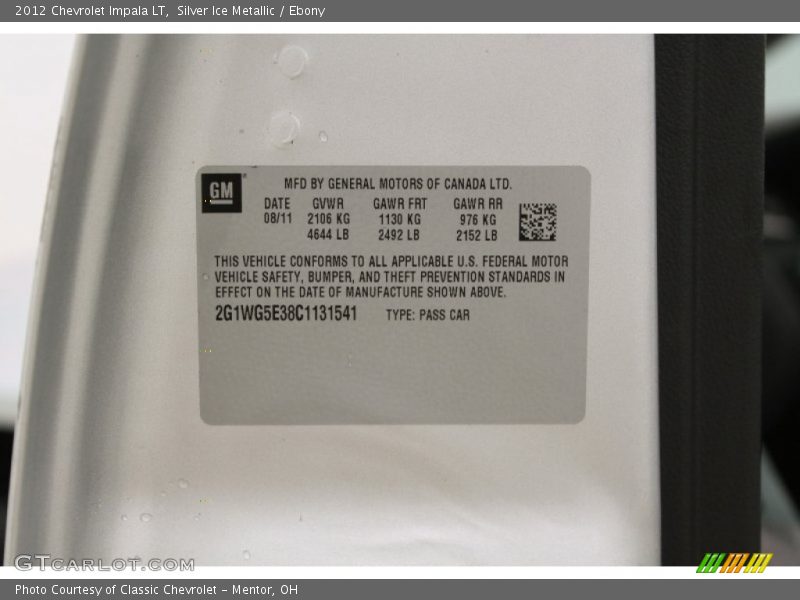 2012 Chevrolet Impala LT, Silver Ice Metallic / Ebony
GM
MFD BY GENERAL MOTORS OF CANADA LTD.
DATE GVWR GAWR FRT GAWR RR
08/11 2106 KG 1130 KG 976 KG
4644 LB 2492 LB 2152 LB
THIS VEHICLE CONFORMS TO ALL APPLICABLE U.S. FEDERAL MOTOR
VEHICLE SAFETY, BUMPER, AND THEFT PREVENTION STANDARDS IN
EFFECT ON THE DATE OF MANUFACTURE SHOWN ABOVE.
2G1WG5E38C1131541 TYPE: PASS CAR
GTCARLOT.COM
Photo Courtesy of Classic Chevrolet - Mentor, OH